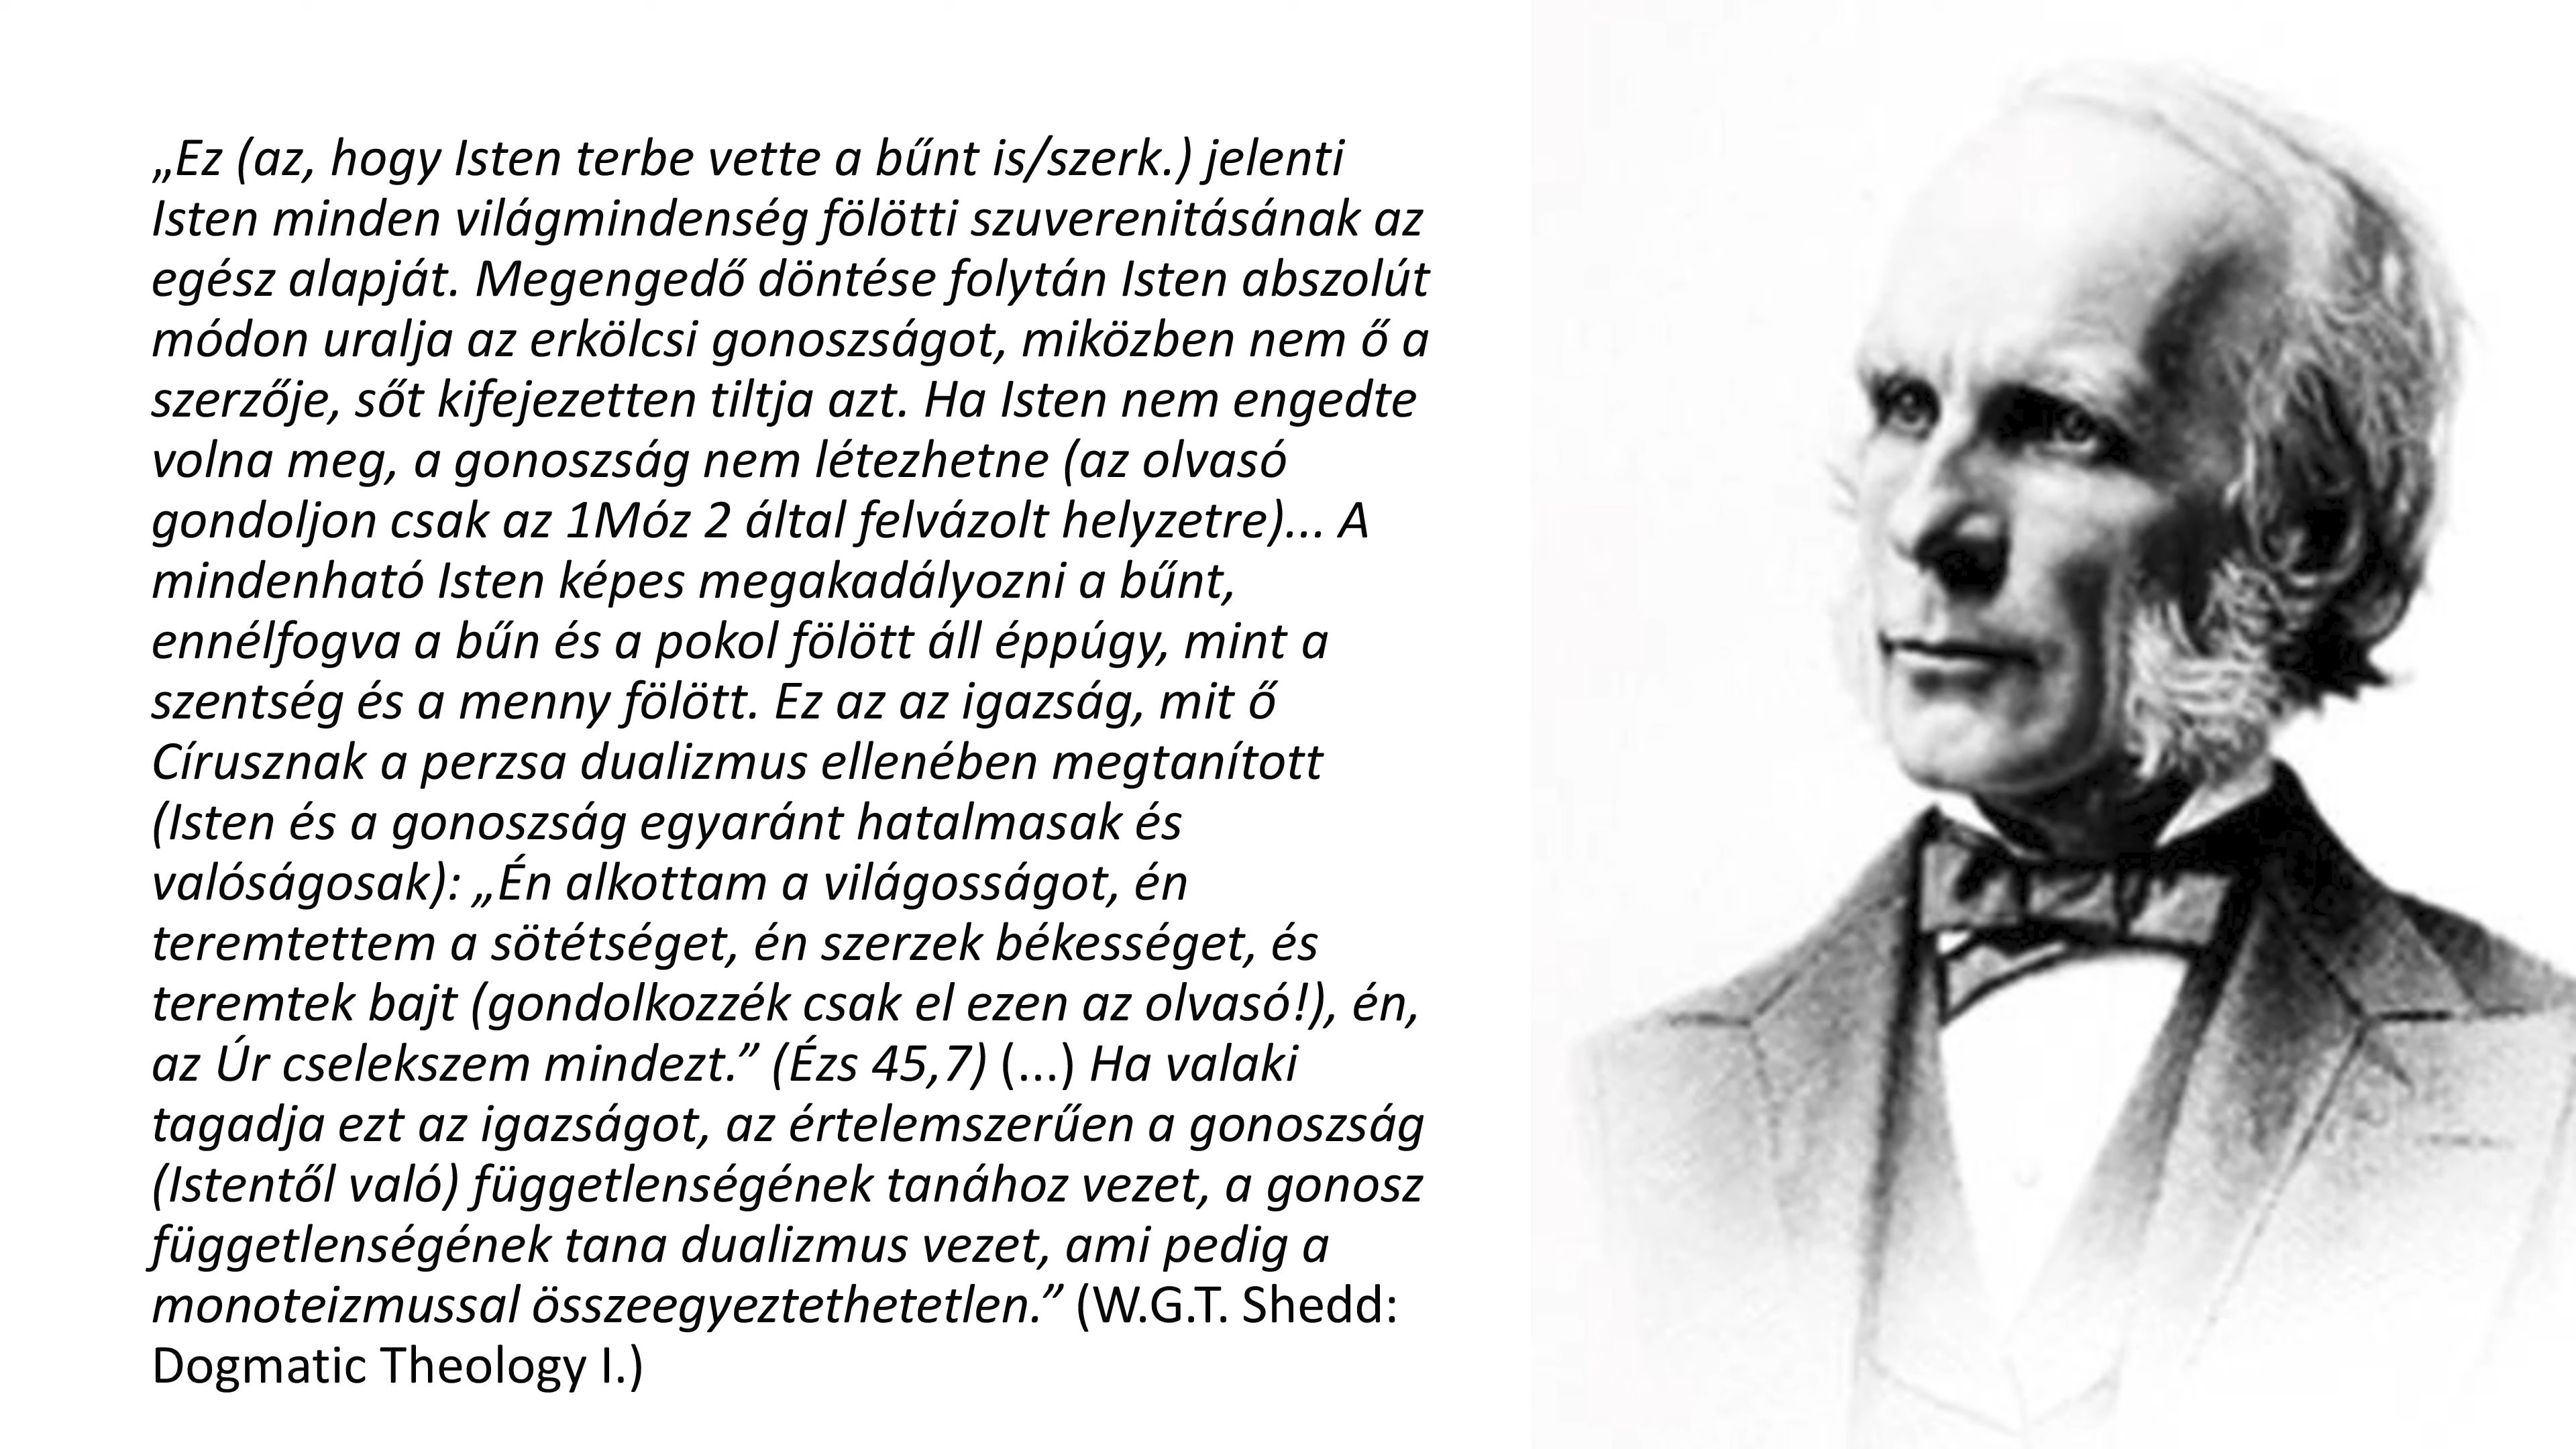 „Ez (az, hogy Isten terbe vette a bűnt is/szerk.) jelenti
Isten minden világmindenség fölötti szuverenitásának az
egész alapját. Megengedő döntése folytán Isten abszolút
módon uralja az erkölcsi gonoszságot, miközben nem ő a
szerzője, sőt kifejezetten tiltja azt. Ha Isten nem engedte
volna meg, a gonoszság nem létezhetne (az olvasó
gondoljon csak az 1Móz 2 által felvázolt helyzetre)... A
mindenható Isten képes megakadályozni a bűnt,
ennélfogva a bűn és a pokol fölött áll éppúgy, mint a
szentség és a menny fölött. Ez az az igazság, mit ő
Círusznak a perzsa dualizmus ellenében megtanított
(Isten és a gonoszság egyaránt hatalmasak és
valóságosak): „Én alkottam a világosságot, én
teremtettem a sötétséget, én szerzek békességet, és
teremtek bajt (gondolkozzék csak el ezen az olvasó!), én,
az Úr cselekszem mindezt.” (Ézs 45,7) (...) Ha valaki
tagadja ezt az igazságot, az értelemszerűen a gonoszság
(Istentől való) függetlenségének tanához vezet, a gonosz
függetlenségének tana dualizmus vezet, ami pedig a
monoteizmussal összeegyeztethetetlen.” (W.G.T. Shedd:
Dogmatic Theology I.)